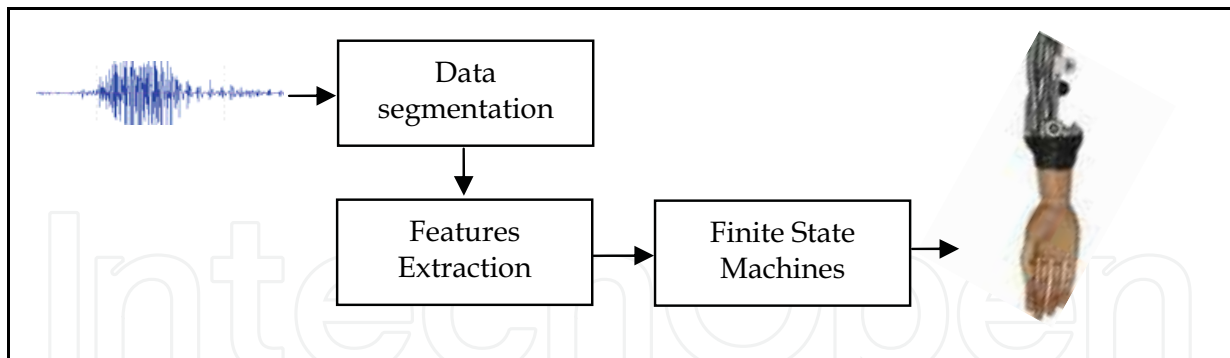 Data
segmentation
Features
Extraction
Finite State
Machines
IntechOpen